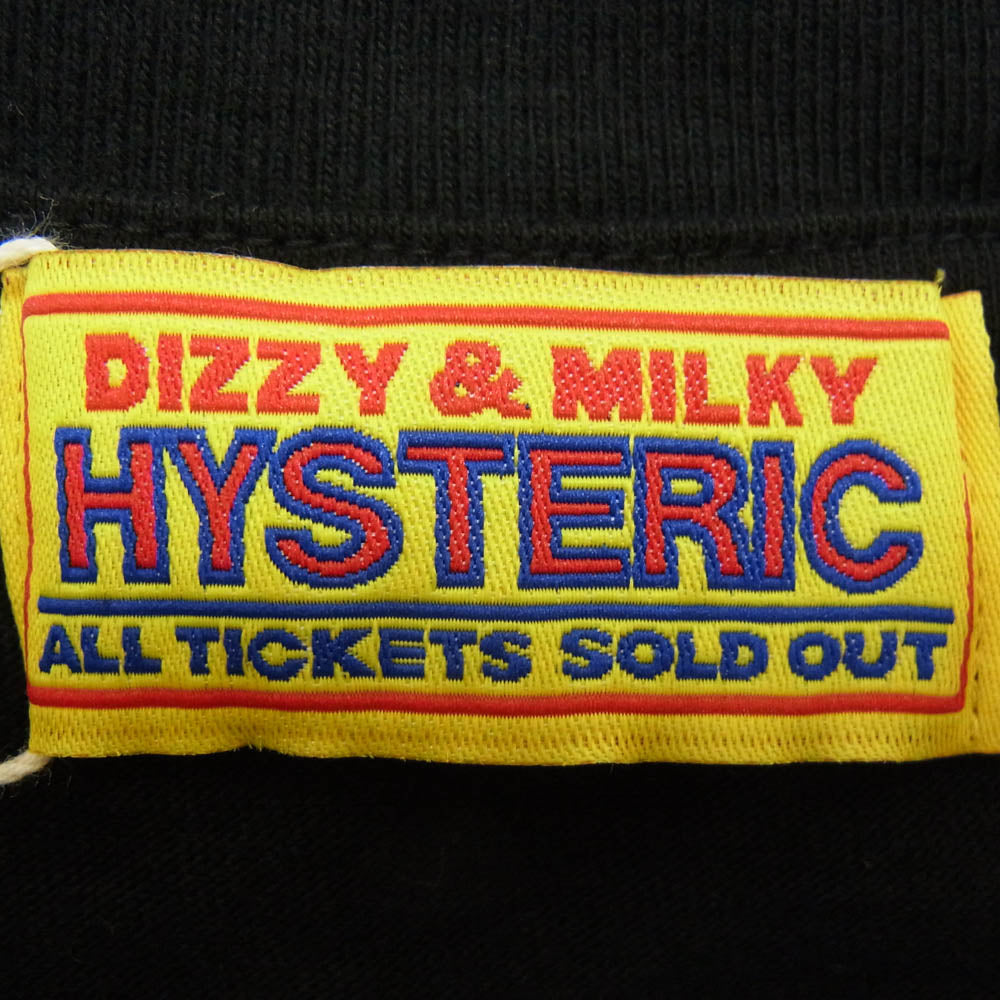 DIZZY & MILKY
HYSTERIC
ALL TICKETS SOLD OUT